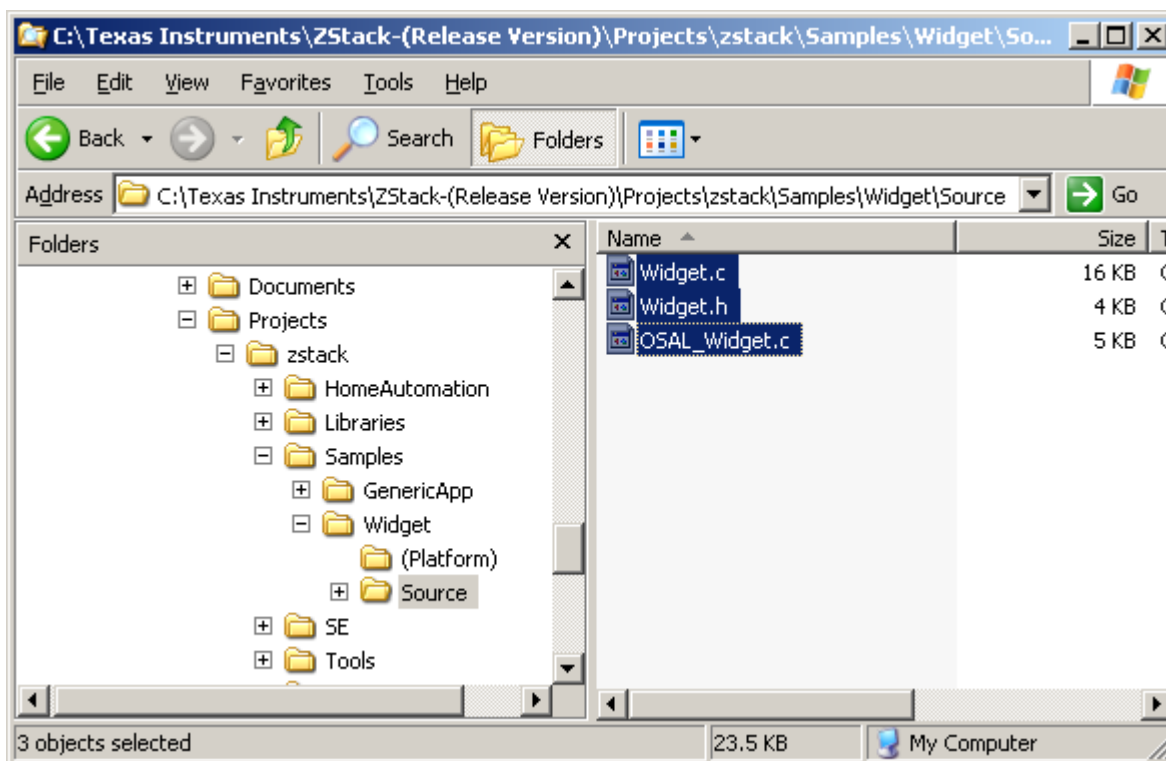 C:\Texas Instruments\ZStack-(Release Version)\Projects\zstack\Samples\Widget\So...
File Edit View Favorites Tools Help
Back Search Folders
Address C:\Texas Instruments\ZStack-(Release Version)\Projects\zstack\Samples\Widget\Source Go
Folders
Documents
Projects
zstack
HomeAutomation
Libraries
Samples
GenericApp
Widget
(Platform)
Source
SE
Tools
Name Size
Widget.c 16 KB
Widget.h 4 KB
OSAL_Widget.c 5 KB
3 objects selected 23.5 KB My Computer